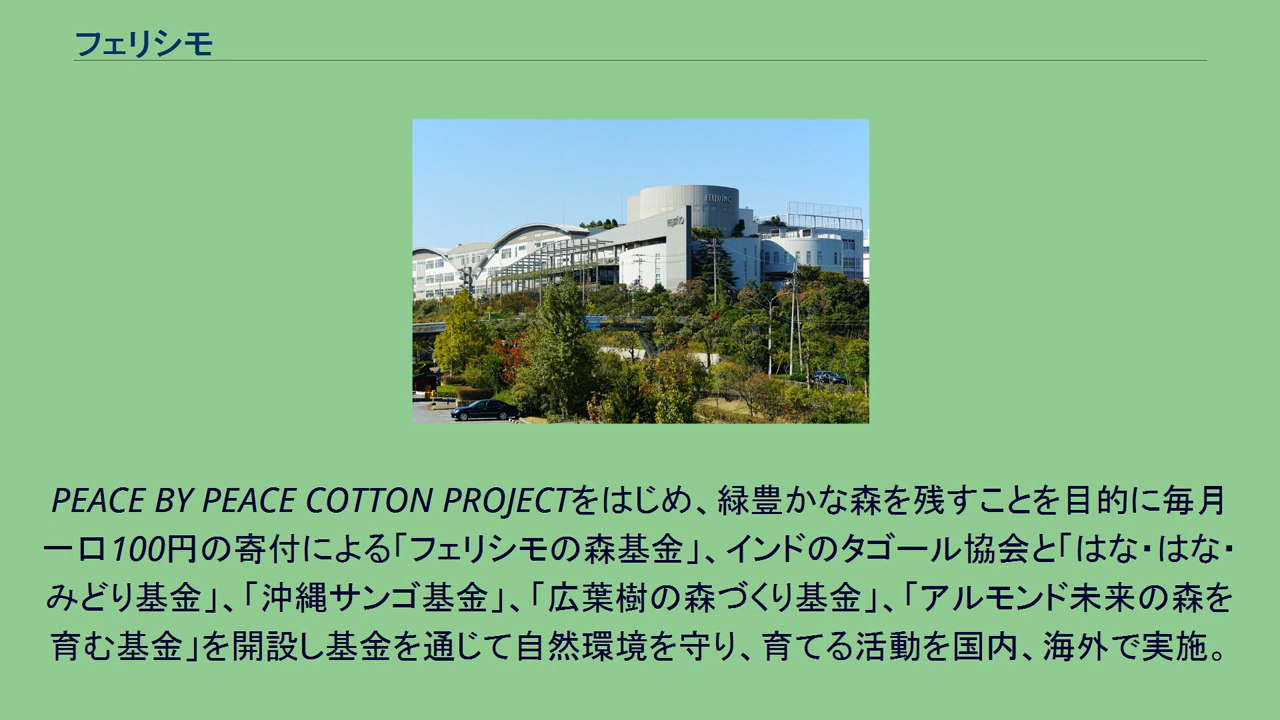 フェリシモ
PEACE BY PEACE COTTON PROJECTをはじめ、緑豊かな森を残すことを目的に毎月
一口100円の寄付による「フェリシモの森基金」、インドのタゴール協会と「はな・はな・
みどり基金」、「沖縄サンゴ基金」、「広葉樹の森づくり基金」、「アルモンド未来の森を
育む基金」を開設し基金を通じて自然環境を守り、育てる活動を国内、海外で実施。